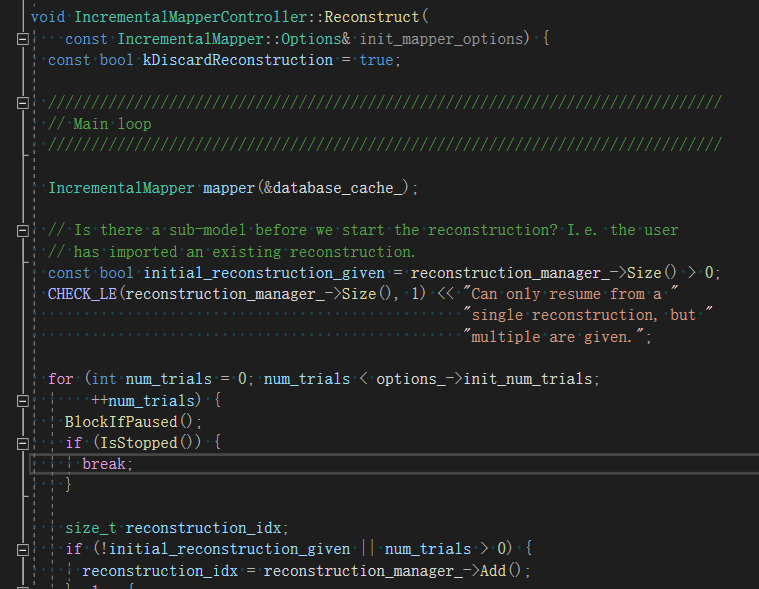 void IncrementalMapperController::Reconstruct(
    const IncrementalMapper::Options& init_mapper_options) {
  const bool kDiscardReconstruction = true;
  //////////////////////////////////////////////////////////////////////////////
  // Main loop
  //////////////////////////////////////////////////////////////////////////////
  IncrementalMapper mapper(&database_cache_);
  // Is there a sub-model before we start the reconstruction? I.e. the user
  // has imported an existing reconstruction.
  const bool initial_reconstruction_given = reconstruction_manager_->Size() > 0;
  CHECK_LE(reconstruction_manager_->Size(), 1) << "Can only resume from a "
                                                  "single reconstruction, but "
                                                  "multiple are given.";
  for (int num_trials = 0; num_trials < options_->init_num_trials;
       ++num_trials) {
    BlockIfPaused();
    if (IsStopped()) {
      break;
    }
    size_t reconstruction_idx;
    if (!initial_reconstruction_given || num_trials > 0) {
      reconstruction_idx = reconstruction_manager_->Add();